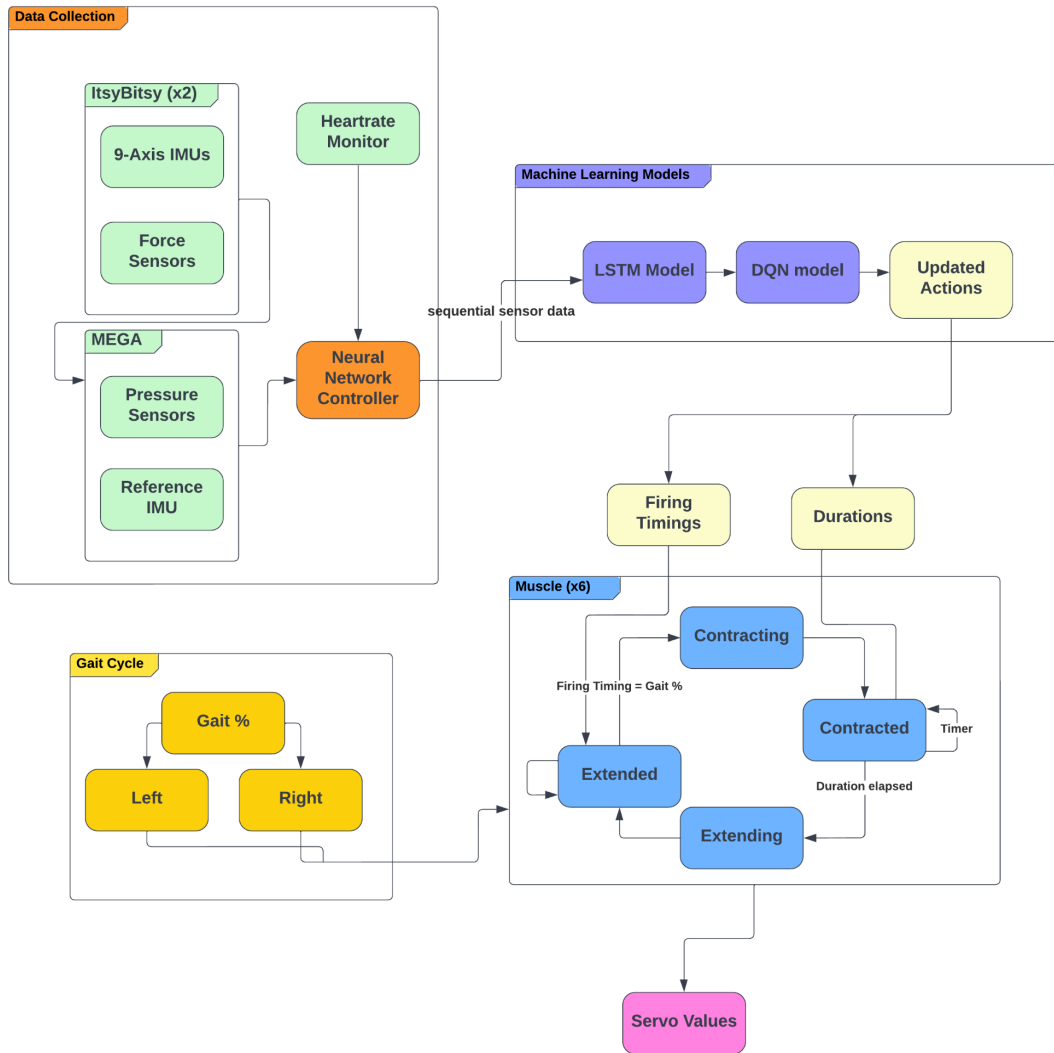 Data Collection
ItsyBitsy (x2)
9-Axis IMUs
Force
Sensors
Heartrate
Monitor
MEGA
Pressure
Sensors
Reference
IMU
Neural
Network
Controller
sequential sensor data
Machine Learning Models
LSTM Model
DQN model
Updated
Actions
Firing
Timings
Durations
Muscle (x6)
Contracting
Firing Timing = Gait %
Contracted
Timer
Extended
Duration elapsed
Extending
Gait Cycle
Gait %
Left
Right
Servo Values